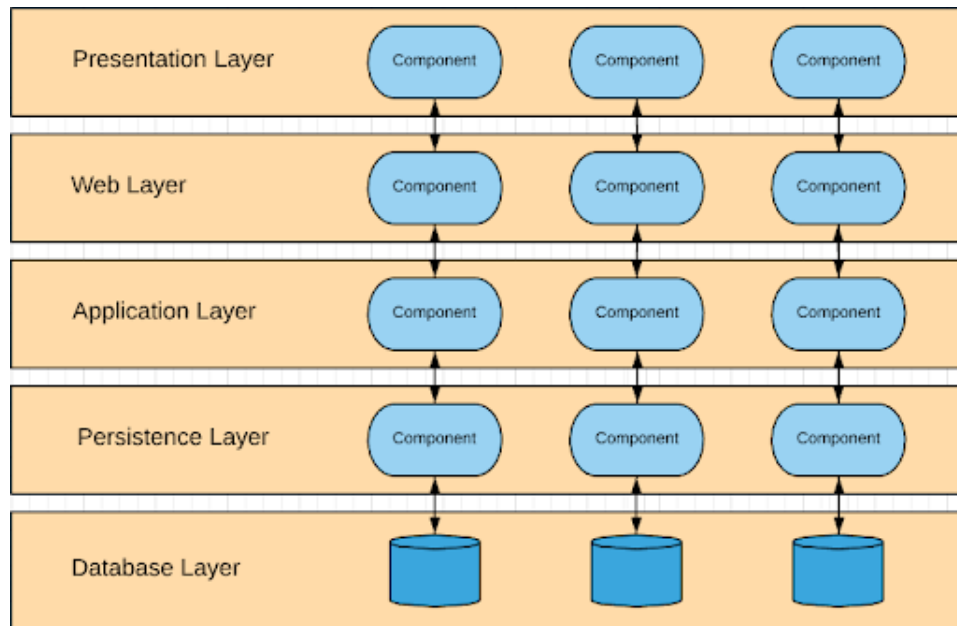 Presentation Layer
Component
Component
Component
Web Layer
Component
Component
Component
Application Layer
Component
Component
Component
Persistence Layer
Component
Component
Component
Database Layer